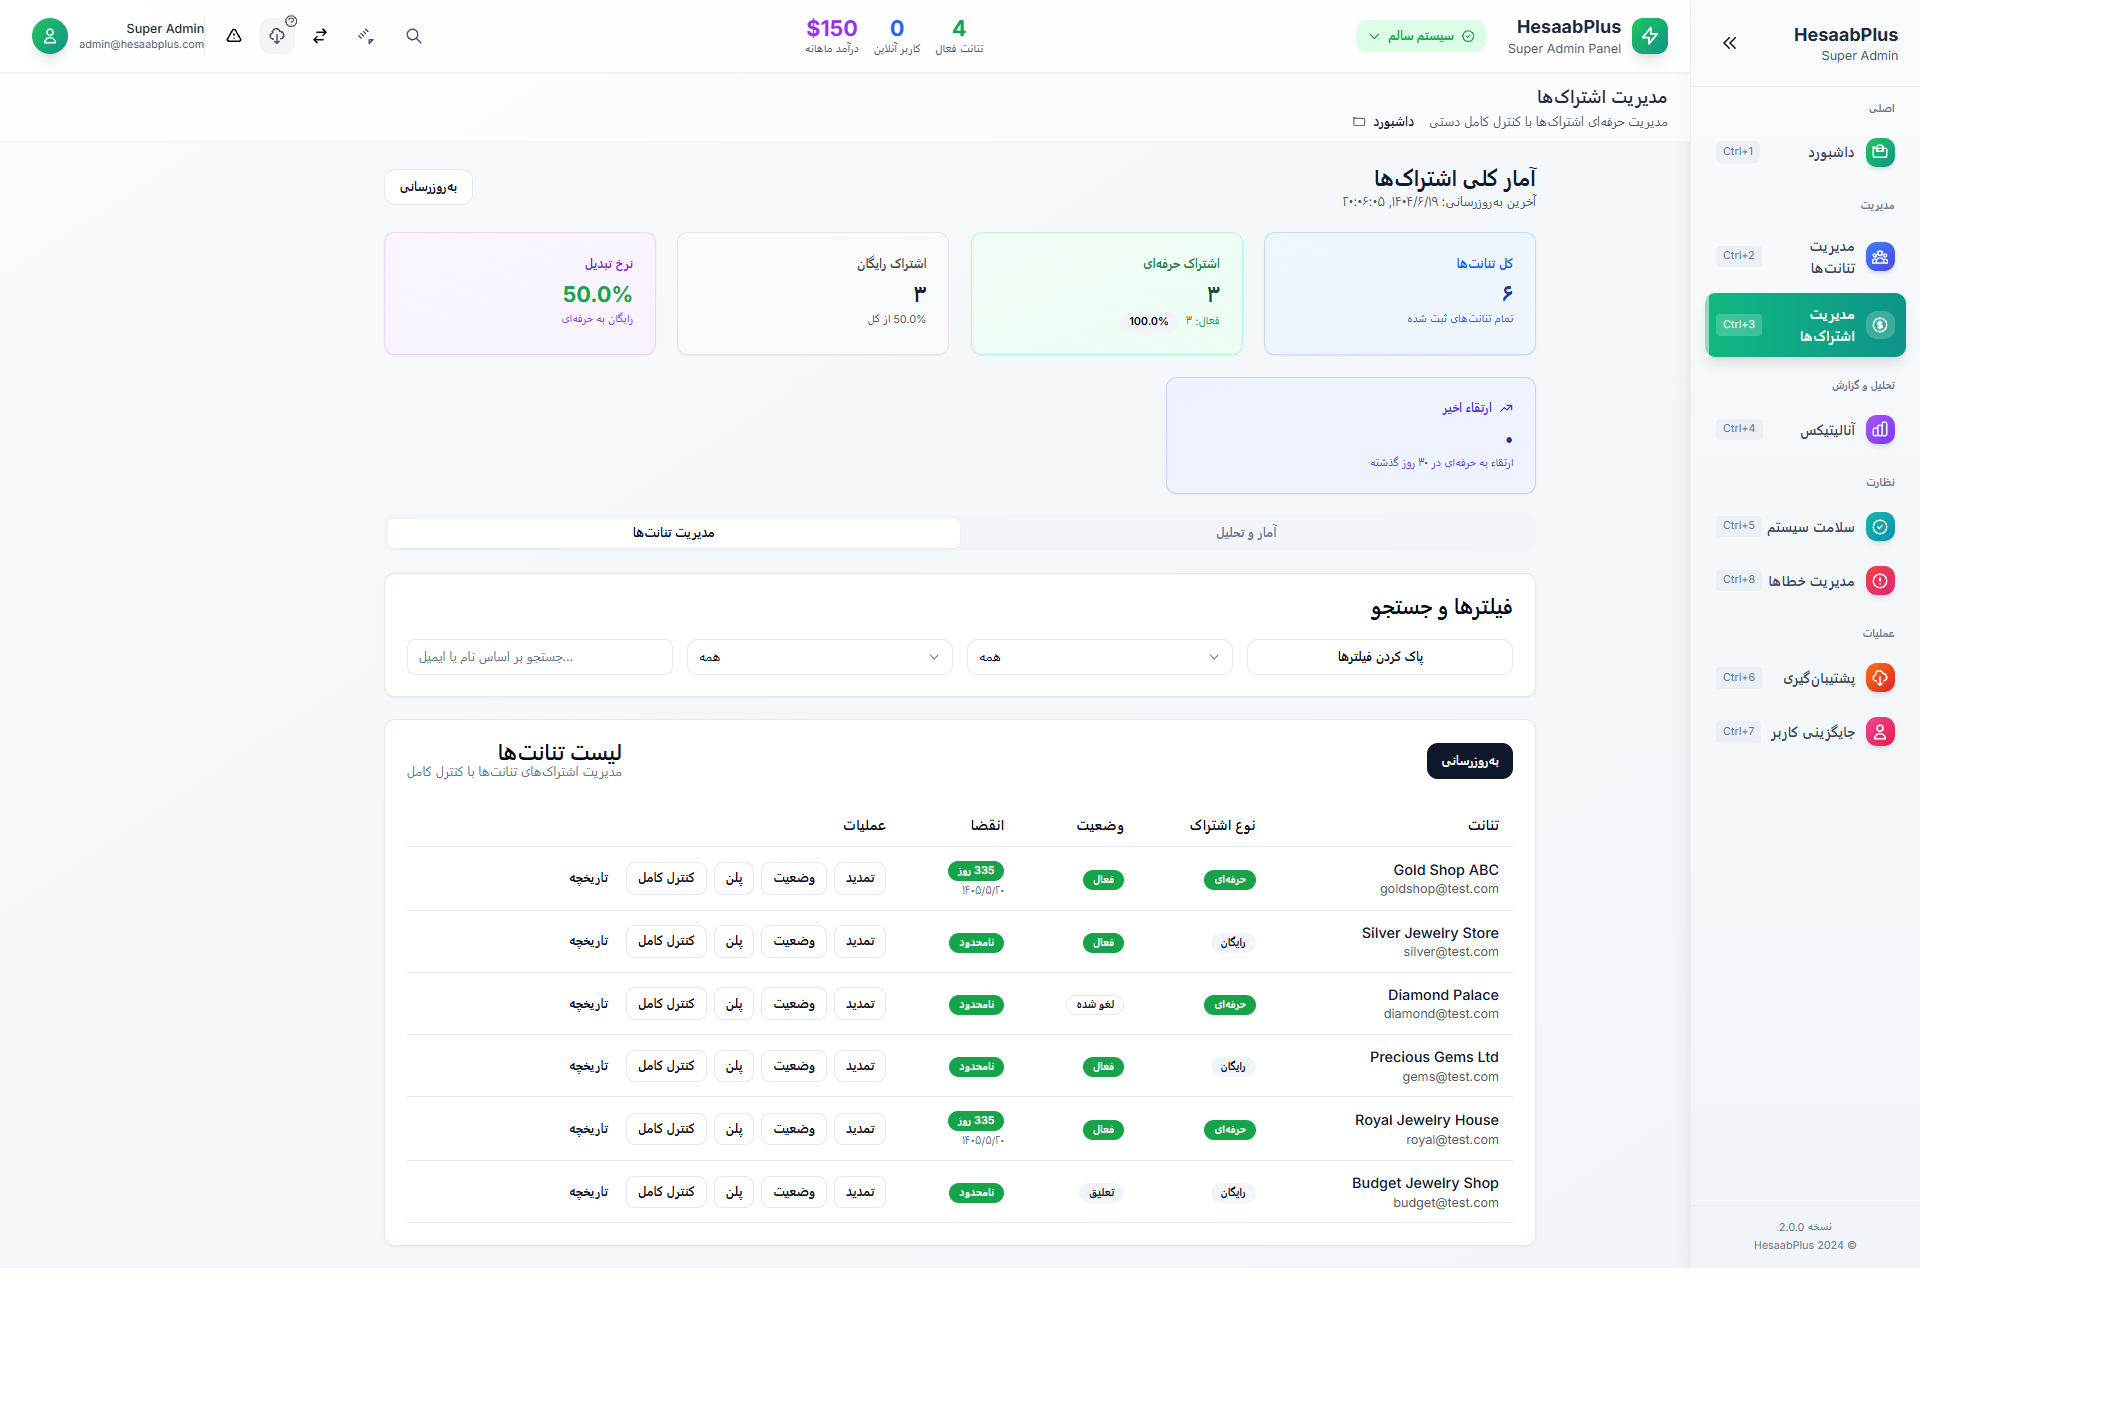 HesaabPlus
Super Admin
اصلی
داشبورد
Ctrl+1
مدیریت
مدیریت تنانت‌ها
Ctrl+2
مدیریت اشتراک‌ها
Ctrl+3
تحلیل و گزارش
آنالیتیکس
Ctrl+4
نظارت
سلامت سیستم
Ctrl+5
مدیریت خطاها
Ctrl+8
عملیات
پشتیبان‌گیری
Ctrl+6
جایگزینی کاربر
Ctrl+7
نسخه 2.0.0
HesaabPlus 2024 ©
HesaabPlus
Super Admin Panel
سیستم سالم
4
تنانت فعال
0
کاربر آنلاین
$150
درآمد ماهانه
Super Admin
admin@hesaabplus.com
مدیریت اشتراک‌ها
مدیریت حرفه‌ای اشتراک‌ها با کنترل کامل دستی
داشبورد
آمار کلی اشتراک‌ها
آخرین به‌روزرسانی: ۱۴۰۴/۶/۱۹, ۲۰:۰۶:۰۵
به‌روزرسانی
کل تنانت‌ها
۶
تمام تنانت‌های ثبت شده
اشتراک حرفه‌ای
۳
فعال: ۳ 100.0%
اشتراک رایگان
۳
50.0% از کل
نرخ تبدیل
50.0%
رایگان به حرفه‌ای
ارتقاء اخیر
۰
ارتقاء به حرفه‌ای در ۳۰ روز گذشته
آمار و تحلیل
مدیریت تنانت‌ها
فیلترها و جستجو
پاک کردن فیلترها
همه
همه
جستجو بر اساس نام یا ایمیل...
به‌روزرسانی
لیست تنانت‌ها
مدیریت اشتراک‌های تنانت‌ها با کنترل کامل
تنانت نوع اشتراک وضعیت انقضا عملیات
Gold Shop ABC
goldshop@test.com
حرفه‌ای فعال 335 روز
۱۴۰۵/۵/۲۰
تمدید وضعیت پلن کنترل کامل تاریخچه
Silver Jewelry Store
silver@test.com
رایگان فعال نامحدود تمدید وضعیت پلن کنترل کامل تاریخچه
Diamond Palace
diamond@test.com
حرفه‌ای لغو شده نامحدود تمدید وضعیت پلن کنترل کامل تاریخچه
Precious Gems Ltd
gems@test.com
رایگان فعال نامحدود تمدید وضعیت پلن کنترل کامل تاریخچه
Royal Jewelry House
royal@test.com
حرفه‌ای فعال 335 روز
۱۴۰۵/۵/۲۰
تمدید وضعیت پلن کنترل کامل تاریخچه
Budget Jewelry Shop
budget@test.com
رایگان تعلیق نامحدود تمدید وضعیت پلن کنترل کامل تاریخچه